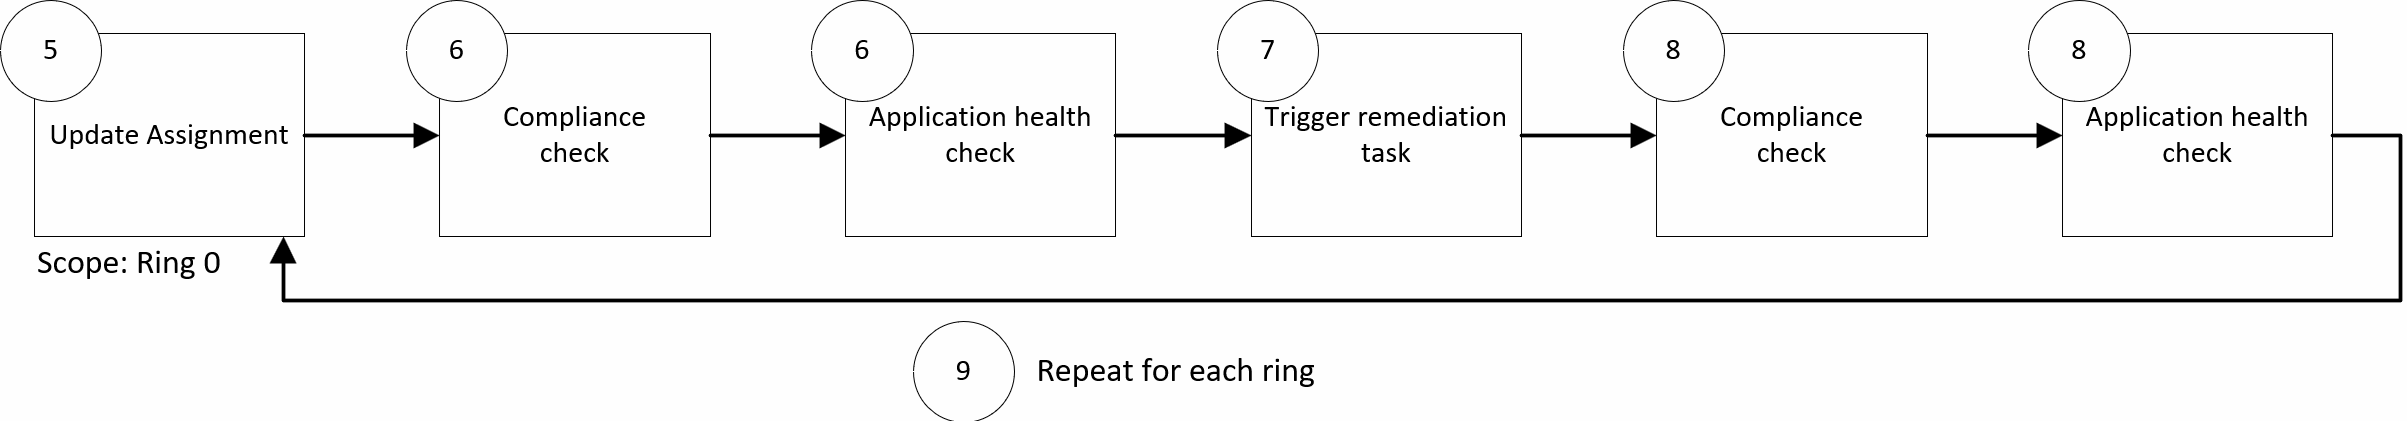 5
Update Assignment
Scope: Ring 0
6
Compliance
check
6
Application health
check
7
Trigger remediation
task
8
Compliance
check
8
Application health
check
9
Repeat for each ring